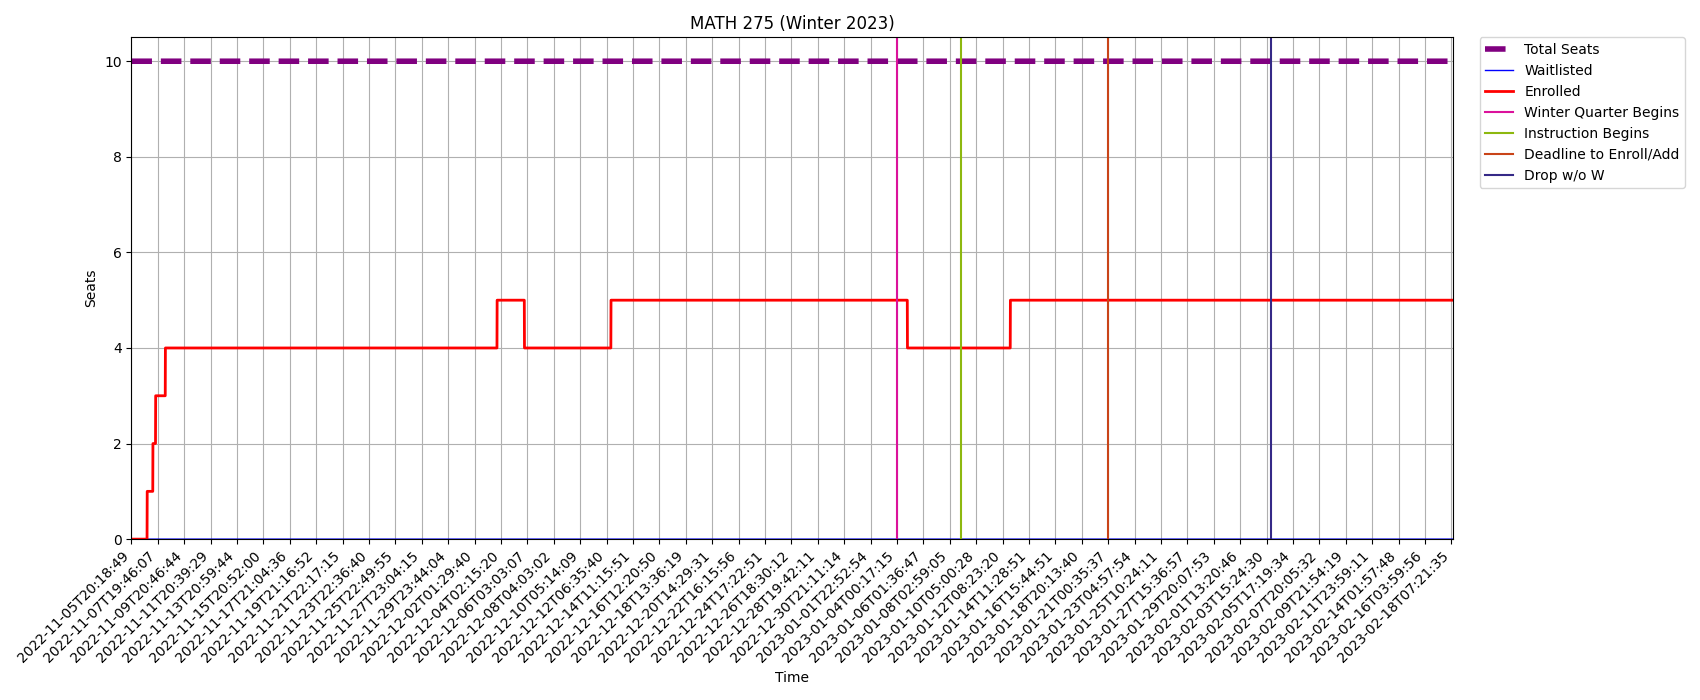 MATH 275 (Winter 2023)
Total Seats
Waitlisted
Enrolled
Winter Quarter Begins
Instruction Begins
Deadline to Enroll/Add
Drop w/o W
10
8
6
4
2
0
Seats
2022-11-05T20:18:49
2022-11-07T19:46:07
2022-11-09T20:46:44
2022-11-11T20:39:29
2022-11-13T20:59:44
2022-11-15T20:52:00
2022-11-17T21:04:36
2022-11-19T21:16:52
2022-11-21T22:17:15
2022-11-23T22:36:40
2022-11-25T22:49:55
2022-11-27T23:04:15
2022-11-29T23:44:04
2022-12-02T01:29:40
2022-12-04T02:15:20
2022-12-06T03:03:07
2022-12-08T04:03:02
2022-12-10T05:14:09
2022-12-12T06:35:40
2022-12-14T11:15:51
2022-12-16T12:20:50
2022-12-18T13:36:19
2022-12-20T14:29:31
2022-12-22T16:15:56
2022-12-24T17:22:51
2022-12-26T18:30:12
2022-12-28T19:42:11
2022-12-30T21:11:14
2023-01-01T22:52:54
2023-01-04T00:17:15
2023-01-06T01:36:47
2023-01-08T02:59:05
2023-01-10T05:00:28
2023-01-12T08:23:20
2023-01-14T11:28:51
2023-01-16T15:44:51
2023-01-18T20:13:40
2023-01-21T00:35:37
2023-01-23T04:57:54
2023-01-25T10:24:11
2023-01-27T15:36:57
2023-01-29T20:07:53
2023-02-01T13:20:46
2023-02-03T15:24:30
2023-02-05T17:19:34
2023-02-07T20:05:32
2023-02-09T21:54:19
2023-02-11T23:59:11
2023-02-14T01:57:48
2023-02-16T03:59:56
2023-02-18T07:21:35
Time